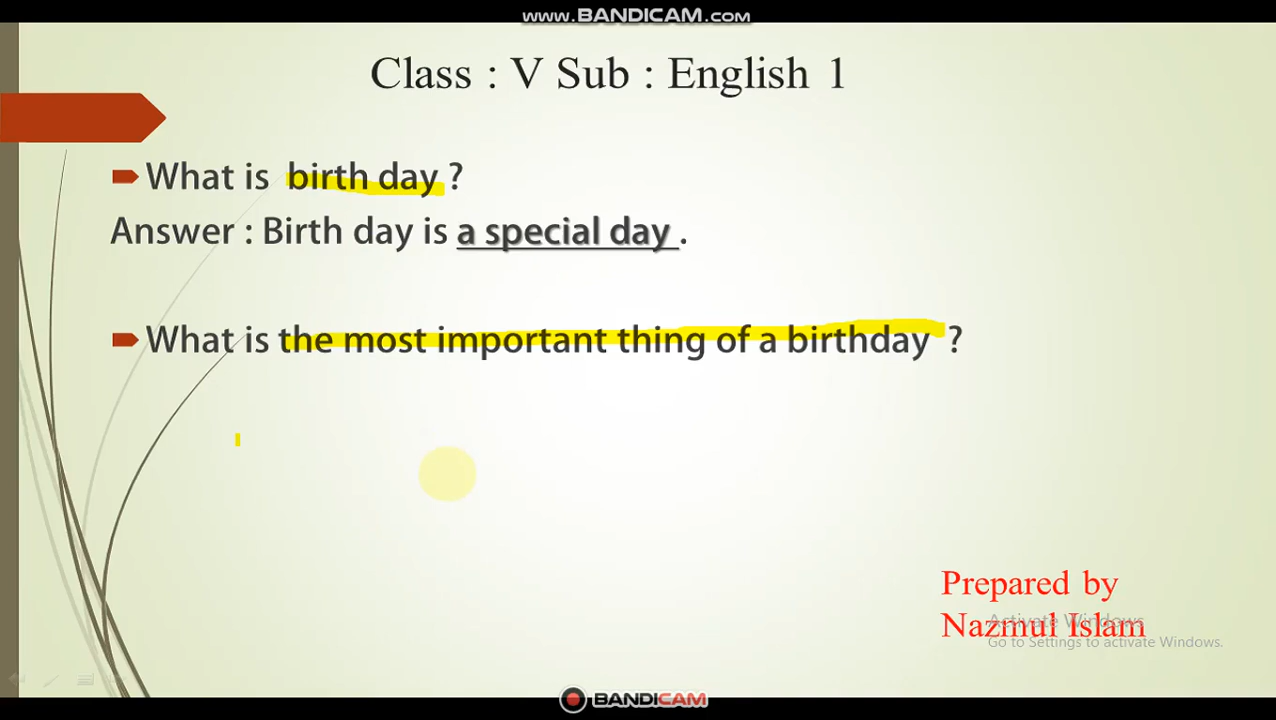 www.BANDICAM.com
Class : V Sub : English 1
What is birth day ?
Answer : Birth day is a special day .
What is the most important thing of a birthday ?
Prepared by
Nazmul Islam
Activate Windows
Go to Settings to activate Windows.
BANDICAM